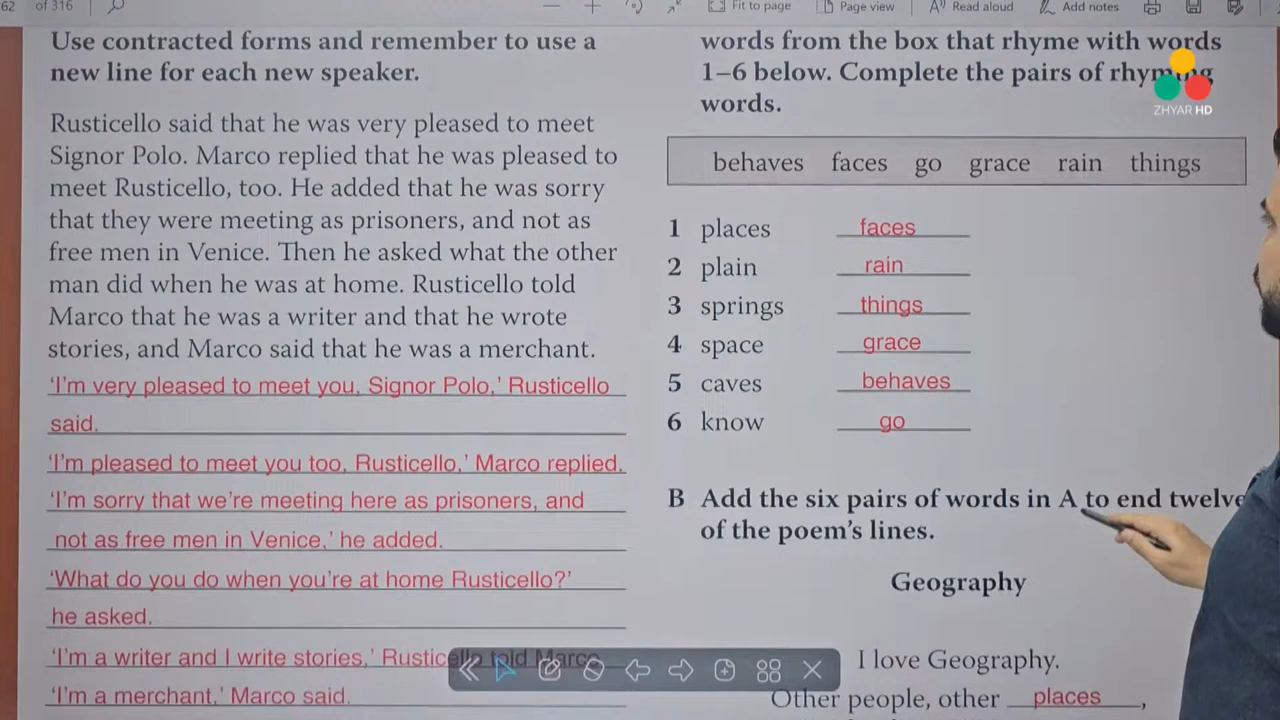 62 of 316
Fit to page
Page view
Read aloud
Add notes
Use contracted forms and remember to use a
new line for each new speaker.
Rusticello said that he was very pleased to meet
Signor Polo. Marco replied that he was pleased to
meet Rusticello, too. He added that he was sorry
that they were meeting as prisoners, and not as
free men in Venice. Then he asked what the other
man did when he was at home. Rusticello told
Marco that he was a writer and that he wrote
stories, and Marco said that he was a merchant.
‘I’m very pleased to meet you, Signor Polo,’ Rusticello
said.
‘I’m pleased to meet you too, Rusticello,’ Marco replied.
‘I’m sorry that we’re meeting here as prisoners, and
not as free men in Venice,’ he added.
‘What do you do when you’re at home Rusticello?’
he asked.
‘I’m a writer and I write stories,’ Rusticello told Marco
‘I’m a merchant,’ Marco said.
words from the box that rhyme with words
1–6 below. Complete the pairs of rhyming
words.
ZHYAR HD
behaves faces go grace rain things
1 places faces
2 plain rain
3 springs things
4 space grace
5 caves behaves
6 know go
B Add the six pairs of words in A to end twelve
of the poem’s lines.
Geography
I love Geography.
Other people, other places,